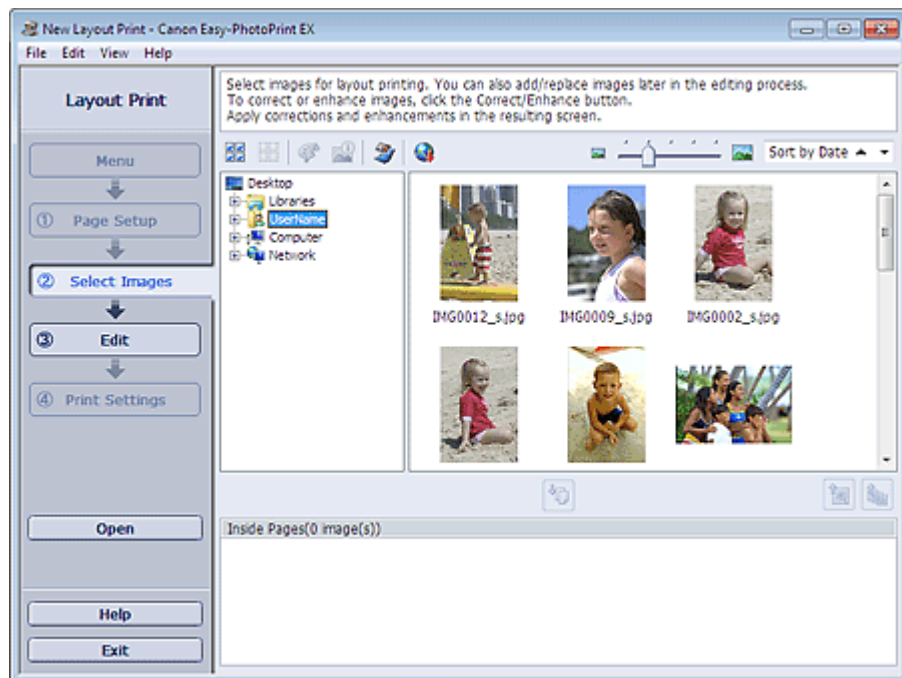 New Layout Print - Canon Easy-PhotoPrint EX
File Edit View Help
Layout Print
Select images for layout printing. You can also add/replace images later in the editing process.
To correct or enhance images, click the Correct/Enhance button.
Apply corrections and enhancements in the resulting screen.
Menu
① Page Setup
② Select Images
③ Edit
④ Print Settings
Open
Help
Exit
Sort by Date
Desktop
Libraries
UserName
Computer
Network
IMG0012_s.jpg IMG0009_s.jpg IMG0002_s.jpg
Inside Pages(0 image(s))